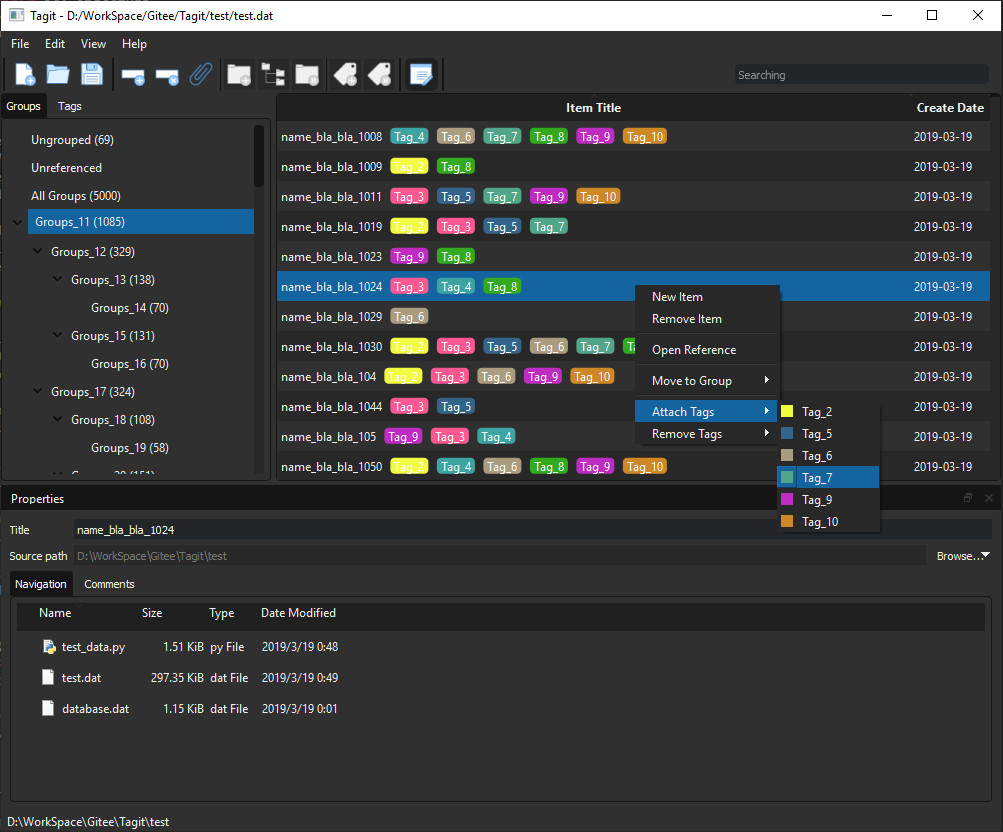 Tagit - D:/WorkSpace/Gitee/Tagit/test/test.dat
File Edit View Help
Searching
Groups Tags
Ungrouped (69)
Unreferenced
All Groups (5000)
Groups_11 (1085)
Groups_12 (329)
Groups_13 (138)
Groups_14 (70)
Groups_15 (131)
Groups_16 (70)
Groups_17 (324)
Groups_18 (108)
Groups_19 (58)
Item Title Create Date
name_bla_bla_1008 Tag_4 Tag_6 Tag_7 Tag_8 Tag_9 Tag_10 2019-03-19
name_bla_bla_1009 Tag_2 Tag_8 2019-03-19
name_bla_bla_1011 Tag_3 Tag_5 Tag_7 Tag_9 Tag_10 2019-03-19
name_bla_bla_1019 Tag_2 Tag_3 Tag_5 Tag_7 2019-03-19
name_bla_bla_1023 Tag_9 Tag_8 2019-03-19
name_bla_bla_1024 Tag_3 Tag_4 Tag_8 2019-03-19
name_bla_bla_1029 Tag_6 2019-03-19
name_bla_bla_1030 Tag_2 Tag_3 Tag_5 Tag_6 Tag_7 2019-03-19
name_bla_bla_104 Tag_2 Tag_3 Tag_6 Tag_9 Tag_10 2019-03-19
name_bla_bla_1044 Tag_3 Tag_5 2019-03-19
name_bla_bla_105 Tag_9 Tag_3 Tag_4 2019-03-19
name_bla_bla_1050 Tag_2 Tag_4 Tag_6 Tag_8 Tag_9 Tag_10 2019-03-19
New Item
Remove Item
Open Reference
Move to Group
Attach Tags
Remove Tags
Tag_2
Tag_5
Tag_6
Tag_7
Tag_9
Tag_10
Properties
Title name_bla_bla_1024
Source path D:\WorkSpace\Gitee\Tagit\test Browse...
Navigation Comments
Name Size Type Date Modified
test_data.py 1.51 KiB py File 2019/3/19 0:48
test.dat 297.35 KiB dat File 2019/3/19 0:49
database.dat 1.15 KiB dat File 2019/3/19 0:01
D:\WorkSpace\Gitee\Tagit\test